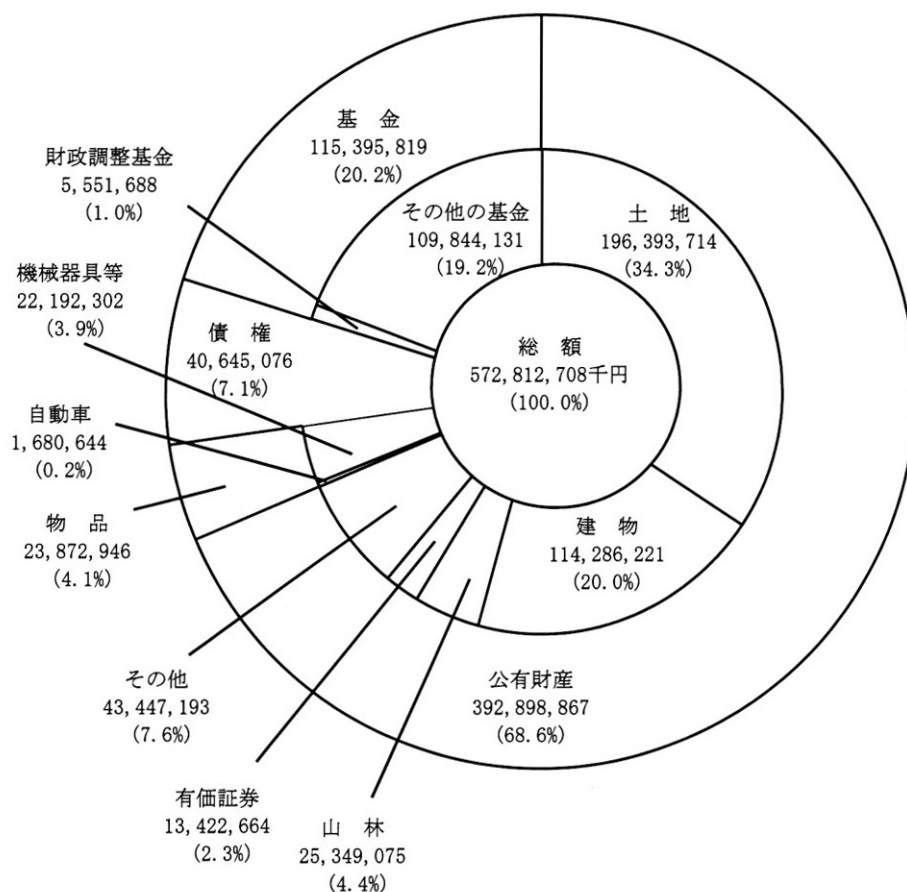 基　金
115,395,819
(20.2%)
財政調整基金
5,551,688
(1.0%)
その他の基金
109,844,131
(19.2%)
土　地
196,393,714
(34.3%)
機械器具等
22,192,302
(3.9%)
債　権
40,645,076
(7.1%)
総　額
572,812,708千円
(100.0%)
自動車
1,680,644
(0.2%)
物　品
23,872,946
(4.1%)
建　物
114,286,221
(20.0%)
その他
43,447,193
(7.6%)
公有財産
392,898,867
(68.6%)
有価証券
13,422,664
(2.3%)
山　林
25,349,075
(4.4%)